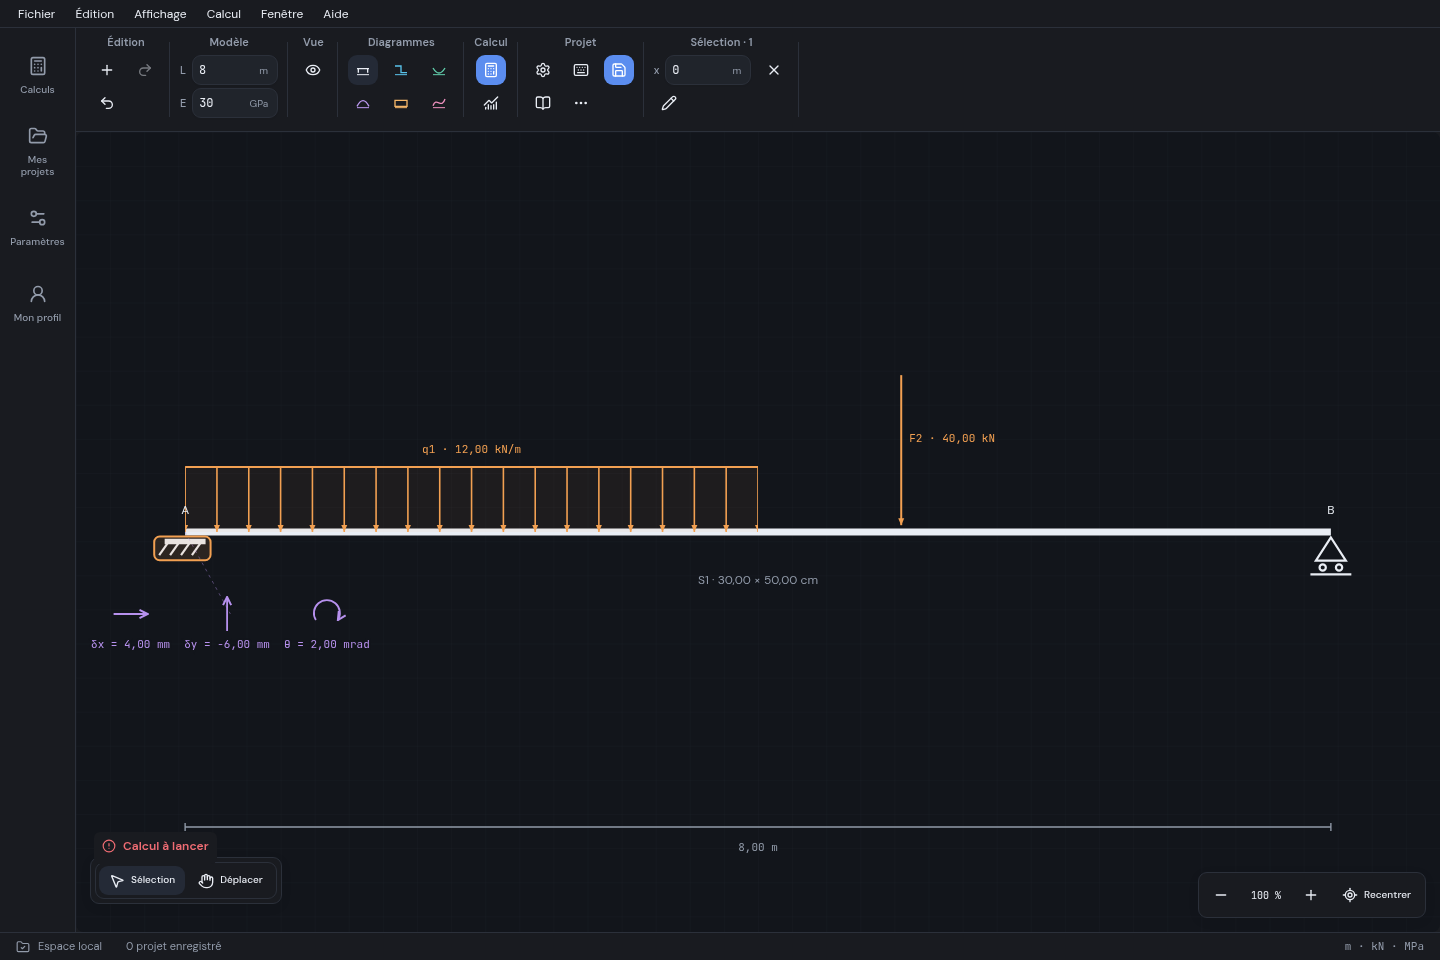 Fichier Édition Affichage Calcul Fenêtre Aide
Édition Modèle Vue Diagrammes Calcul Projet Sélection · 1
L 8 m
x 0 m
E 30 GPa
Calculs
Mes
projets
Paramètres
Mon profil
F2 · 40,00 kN
q1 · 12,00 kN/m
A
B
S1 · 30,00 × 50,00 cm
δx = 4,00 mm δy = -6,00 mm θ = 2,00 mrad
8,00 m
Calcul à lancer
Sélection Déplacer
100 % Recentrer
Espace local 0 projet enregistré m · kN · MPa